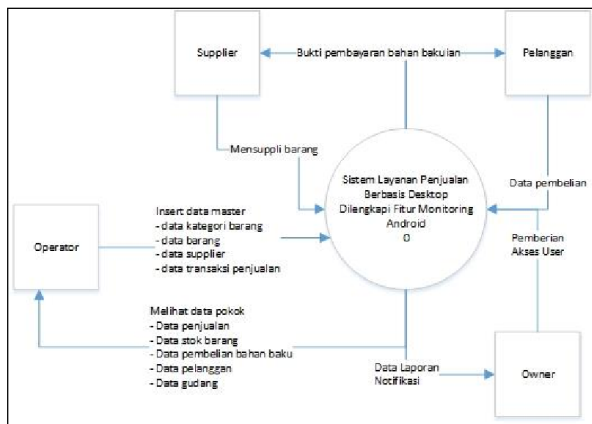 Supplier
Bukti pembayaran bahan bakuian
Pelanggan
Mensuppli barang
Sistem Layanan Penjualan
Berbasis Desktop
Dilengkapi Fitur Monitoring
Android
0
Data pembelian
Insert data master
- data kategori barang
- data barang
- data supplier
- data transaksi penjualan
Operator
Pemberian
Akses User
Melihat data pokok
- Data penjualan
- Data stok barang
- Data pembelian bahan baku
- Data pelanggan
- Data gudang
Data Laporan
Notifikasi
Owner